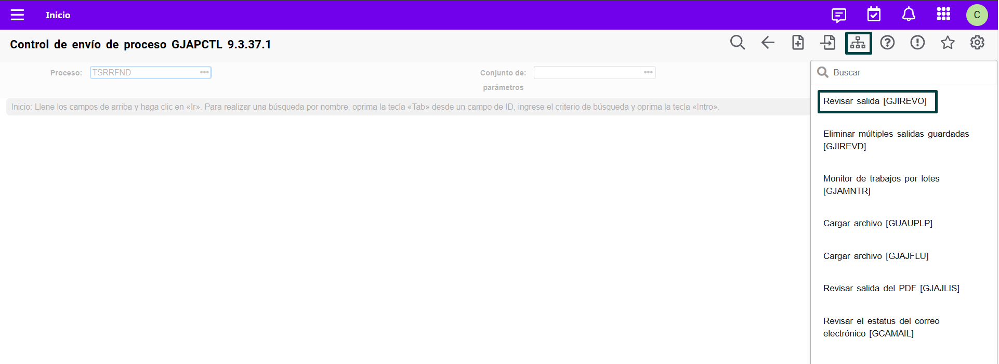 Inicio
C
Control de envío de proceso GJAPCTL 9.3.37.1
Proceso: TSRRFND
Conjunto de:
parámetros
Inicio: Llene los campos de arriba y haga clic en «Ir». Para realizar una búsqueda por nombre, oprima la tecla «Tab» desde un campo de ID, ingrese el criterio de búsqueda y oprima la tecla «Intro».
Buscar
Revisar salida [GJIREVO]
Eliminar múltiples salidas guardadas
[GJIREVD]
Monitor de trabajos por lotes
[GJAMNTR]
Cargar archivo [GUAUPLP]
Cargar archivo [GJAJFLU]
Revisar salida del PDF [GJAJLIS]
Revisar el estatus del correo
electrónico [GCAMAIL]